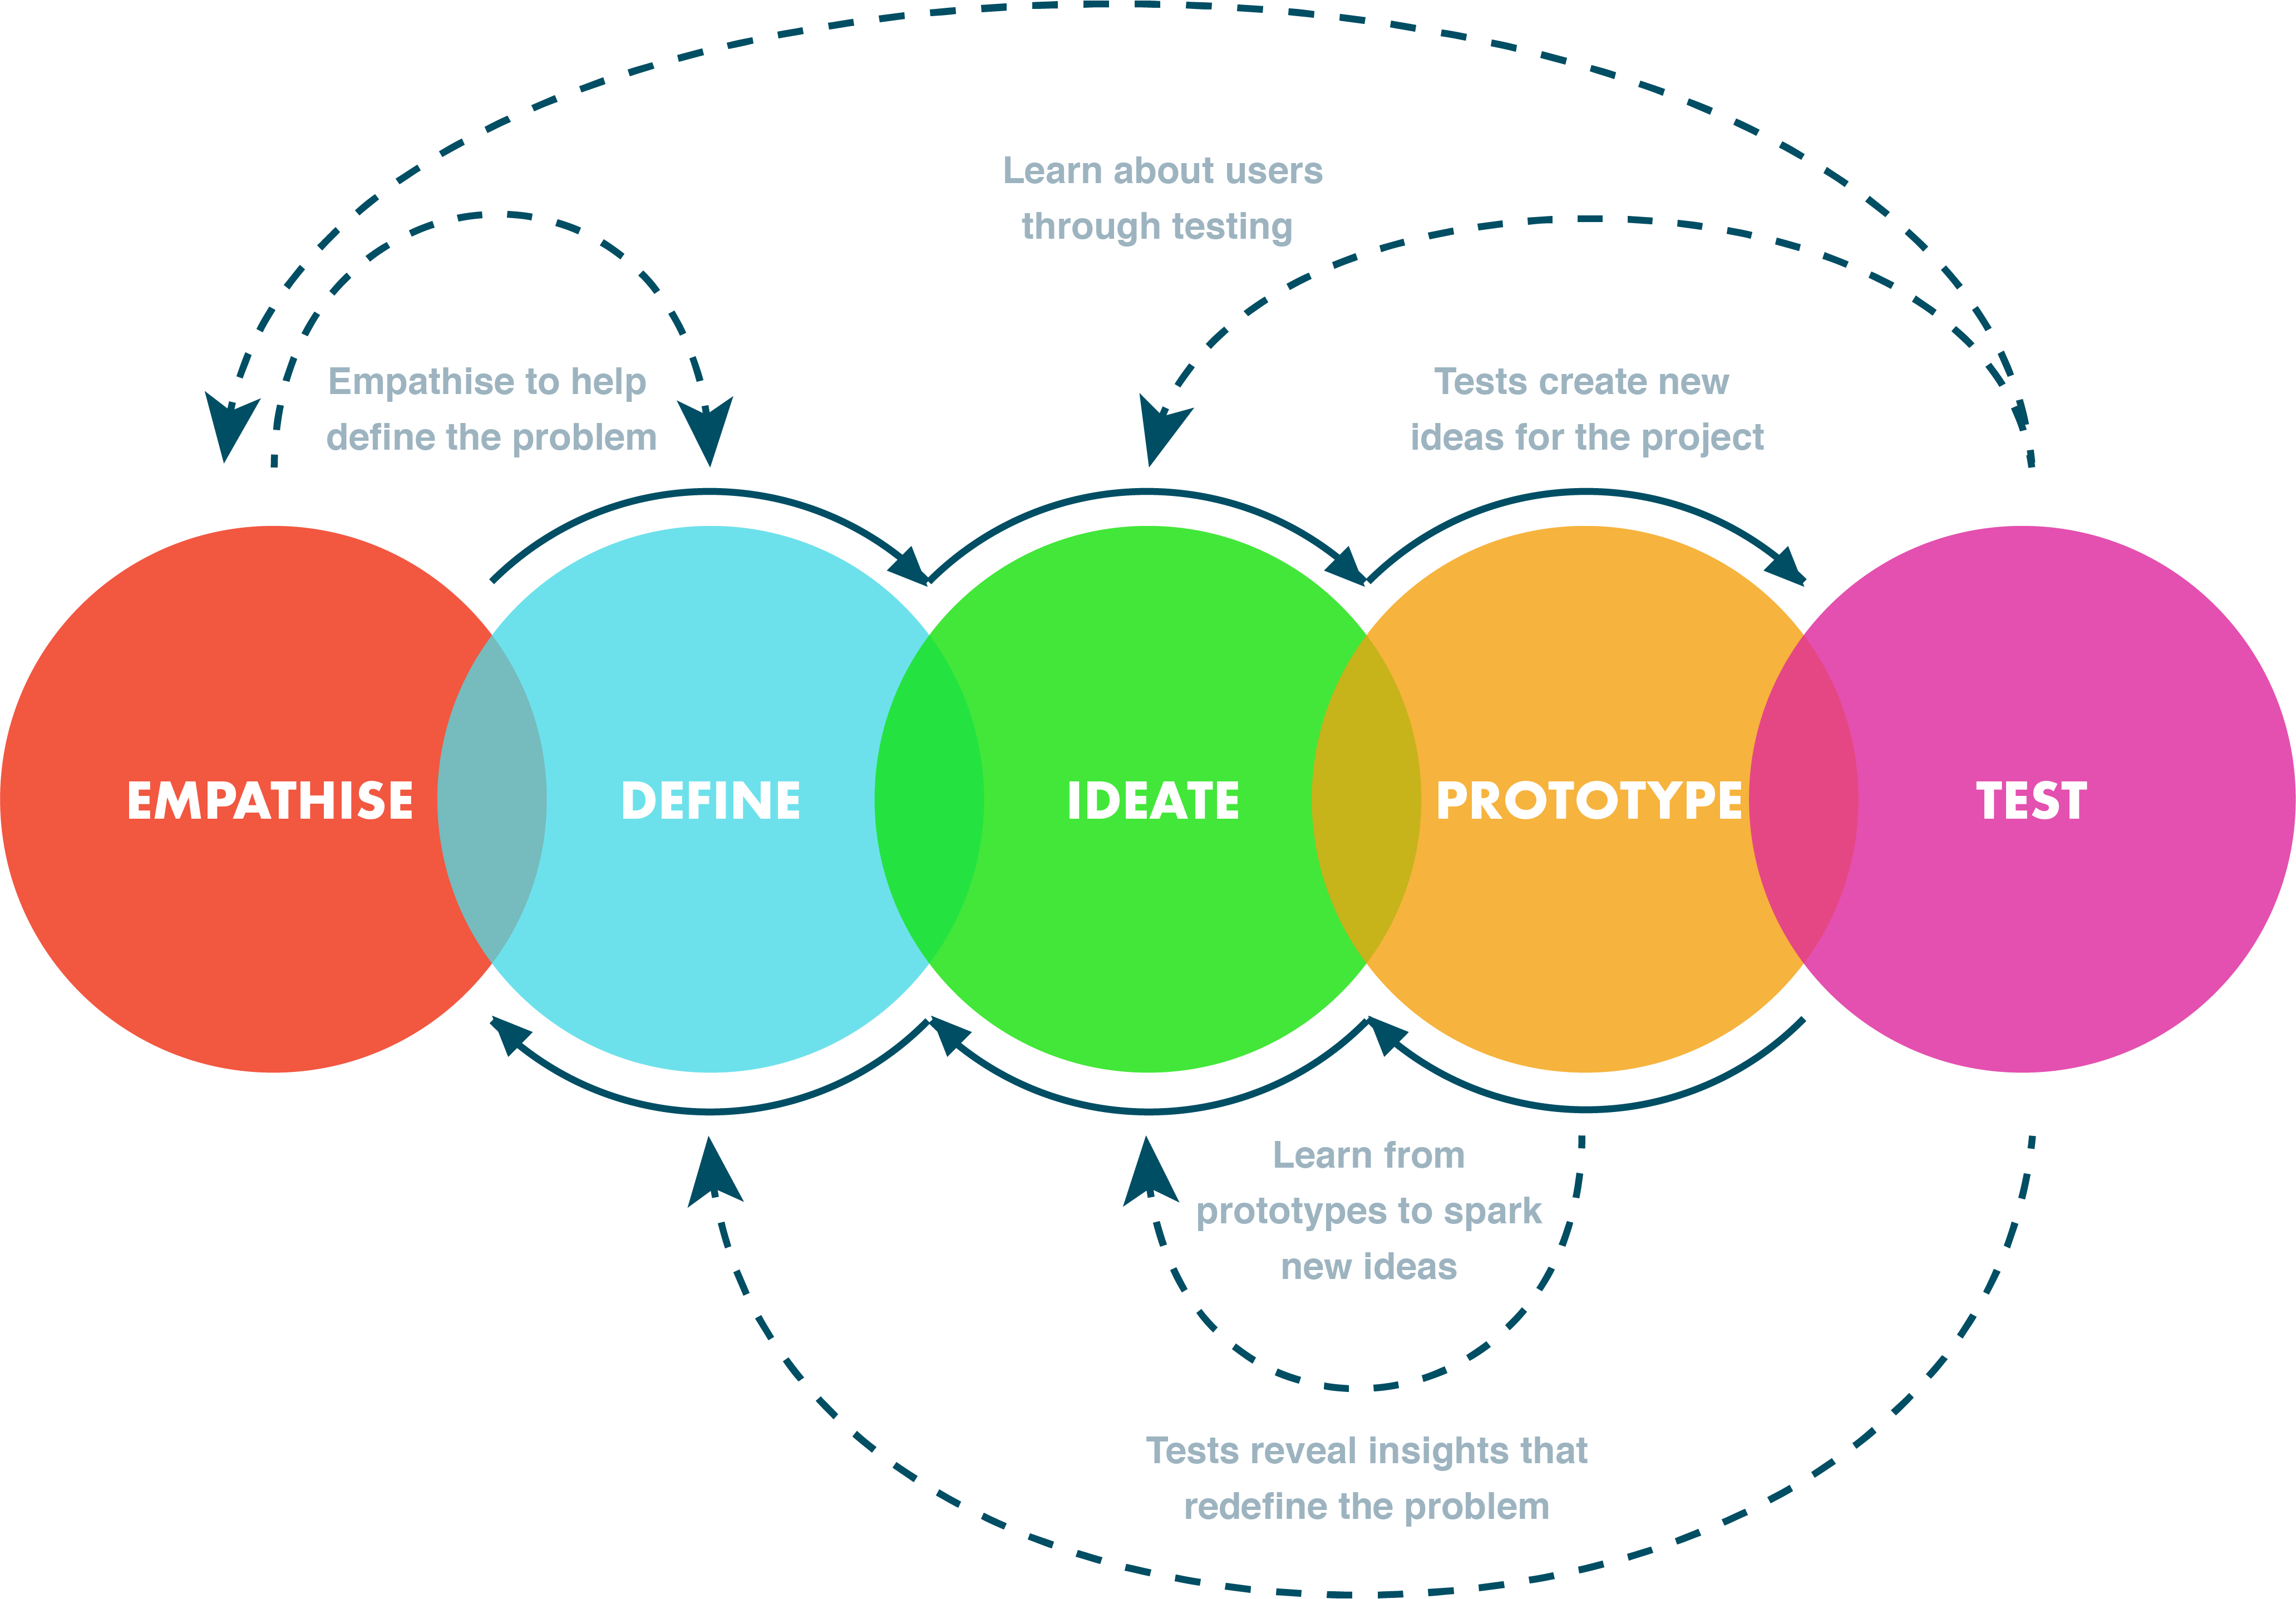 Learn about users
through testing
Empathise to help
define the problem
Tests create new
ideas for the project
EMPATHISE
DEFINE
IDEATE
PROTOTYPE
TEST
Learn from
prototypes to spark
new ideas
Tests reveal insights that
redefine the problem